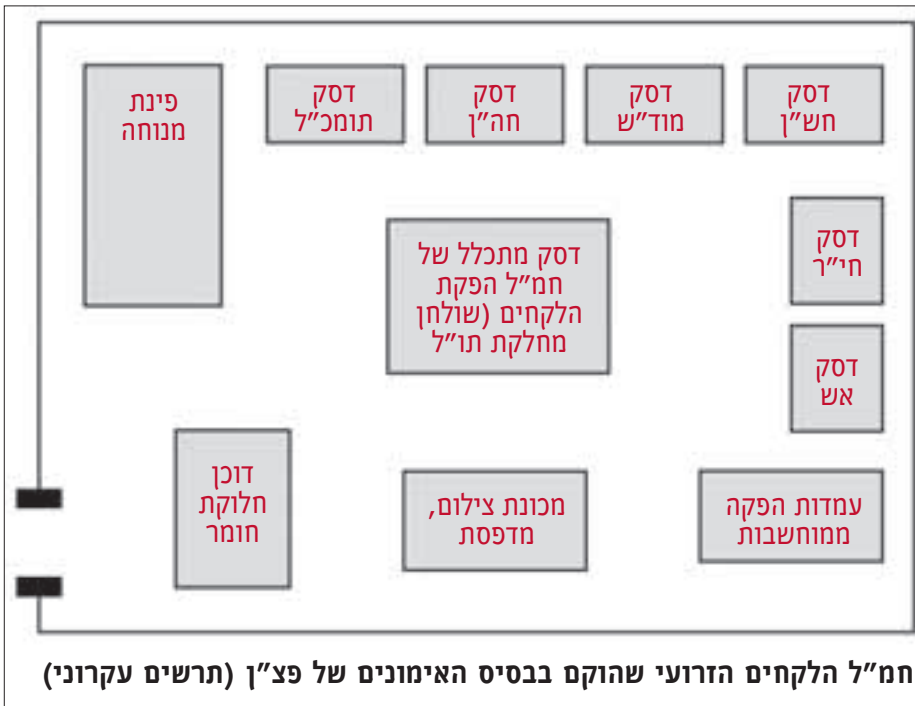 דסק
חש"ן
דסק
מוד"ש
דסק
חה"ן
דסק
תומכ"ל
פינת
מנוחה
דסק
חי"ר
דסק מתכלל של
חמ"ל הפקת
הלקחים (שולחן
מחלקת תו"ל
דסק
אש
עמדות הפקה
ממוחשבות
מכונת צילום,
מדפסת
דוכן
חלוקת
חומר
חמ"ל הלקחים הזרועי שהוקם בבסיס האימונים של פצ"ן (תרשים עקרוני)